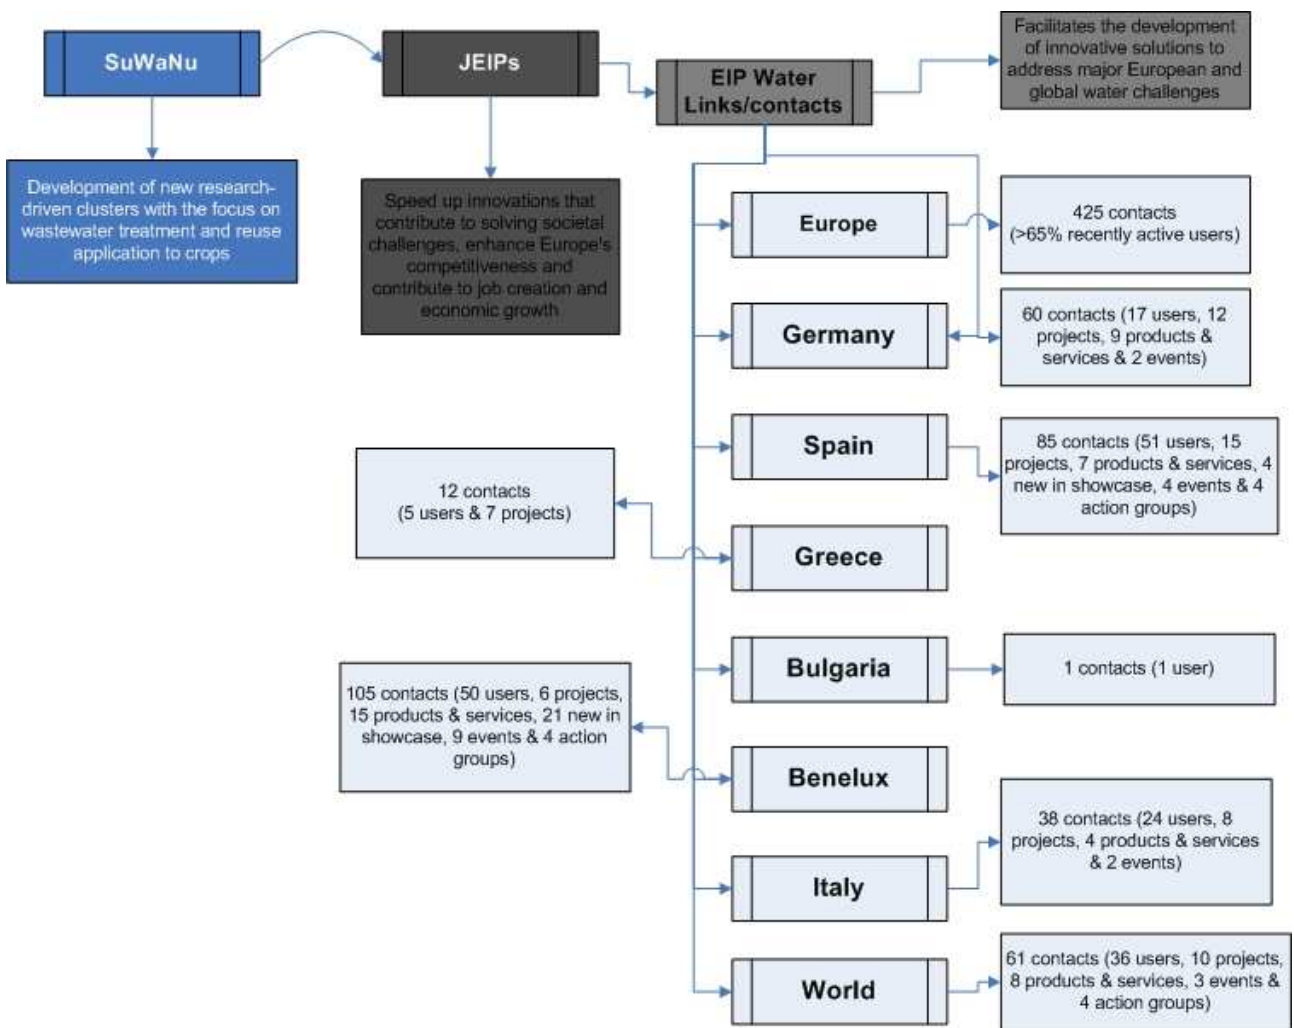 SuWaNu
JEIPs
EIP Water
Links/contacts
Facilitates the development
of innovative solutions to
address major European and
global water challenges
Development of new research-
driven clusters with the focus on
wastewater treatment and reuse
application to crops
Speed up innovations that
contribute to solving societal
challenges, enhance Europe's
competitiveness and
contribute to job creation and
economic growth
Europe
425 contacts
(>65% recently active users)
Germany
60 contacts (17 users, 12
projects, 9 products &
services & 2 events)
Spain
85 contacts (51 users, 15
projects, 7 products & services, 4
new in showcase, 4 events & 4
action groups)
12 contacts
(5 users & 7 projects)
Greece
Bulgaria
1 contacts (1 user)
105 contacts (50 users, 6 projects,
15 products & services, 21 new in
showcase, 9 events & 4 action
groups)
Benelux
Italy
38 contacts (24 users, 8
projects, 4 products & services
& 2 events)
World
61 contacts (36 users, 10 projects,
8 products & services, 3 events &
4 action groups)